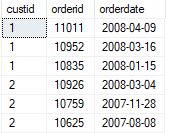 custid orderid orderdate
1 11011 2008-04-09
1 10952 2008-03-16
1 10835 2008-01-15
2 10926 2008-03-04
2 10759 2007-11-28
2 10625 2007-08-08